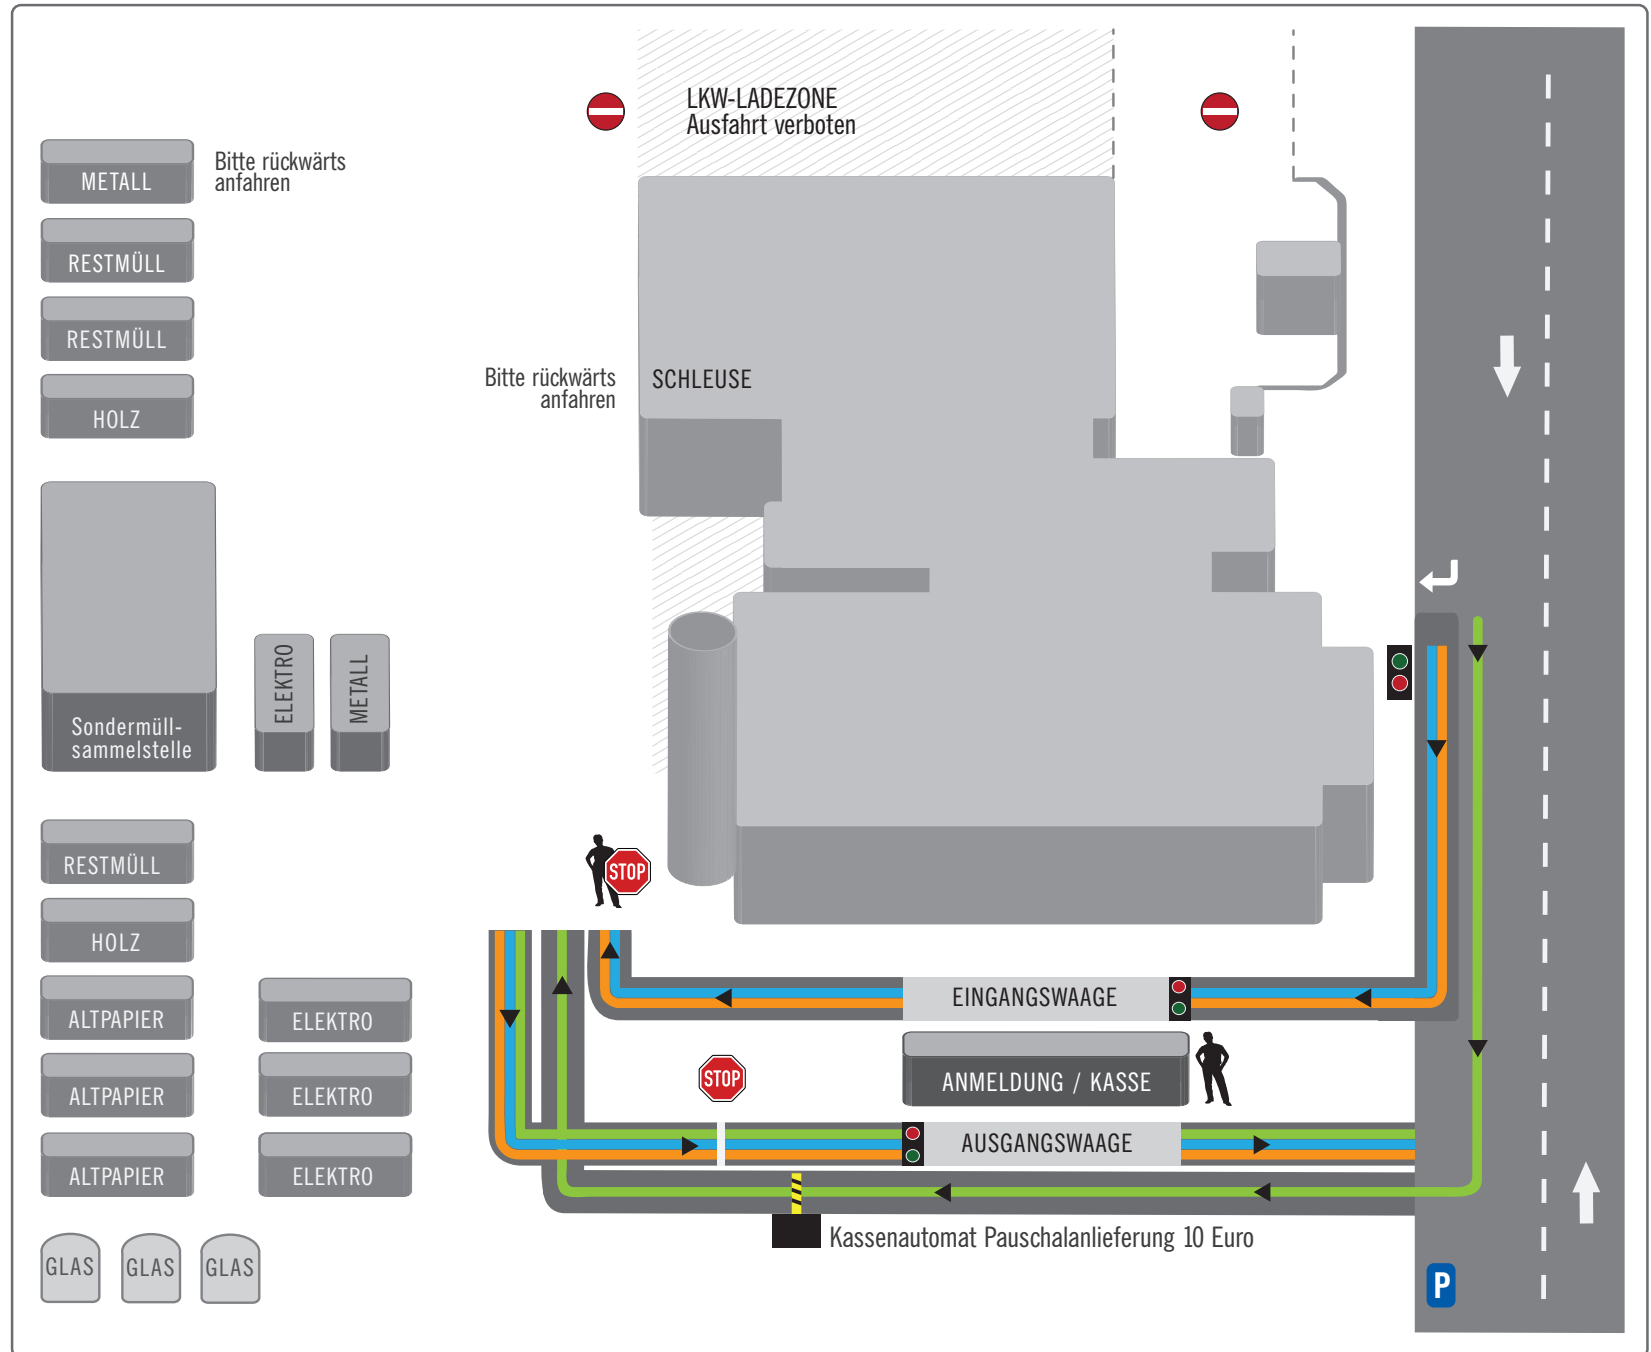 LKW-LADEZONE
Ausfahrt verboten
METALL
Bitte rückwärts
anfahren
RESTMÜLL
RESTMÜLL
HOLZ
Bitte rückwärts
anfahren
SCHLEUSE
Sondermüll-
sammelstelle
ELEKTRO
METALL
RESTMÜLL
HOLZ
ALTPAPIER
ELEKTRO
ALTPAPIER
ELEKTRO
ALTPAPIER
ELEKTRO
GLAS
GLAS
GLAS
STOP
EINGANGSWAAGE
STOP
ANMELDUNG / KASSE
AUSGANGSWAAGE
Kassenautomat Pauschalanlieferung 10 Euro
P